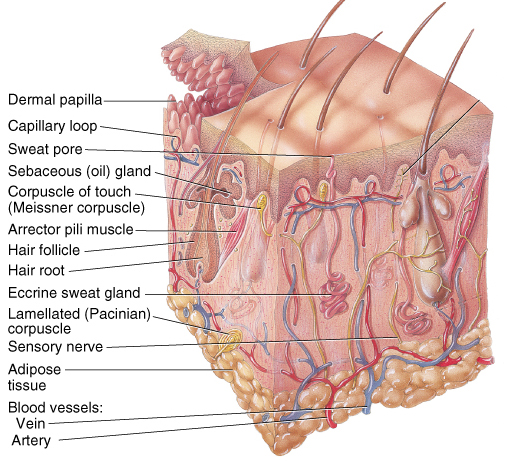 Dermal papilla
Capillary loop
Sweat pore
Sebaceous (oil) gland
Corpuscle of touch
(Meissner corpuscle)
Arrector pili muscle
Hair follicle
Hair root
Eccrine sweat gland
Lamellated (Pacinian)
corpuscle
Sensory nerve
Adipose
tissue
Blood vessels:
Vein
Artery